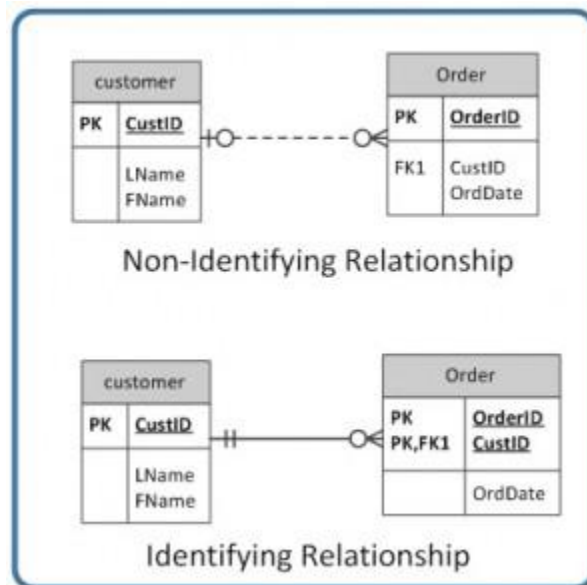 customer
PK CustID
LName
FName
Order
PK OrderID
FK1 CustID
OrdDate
Non-Identifying Relationship
customer
PK CustID
LName
FName
Order
PK OrderID
PK,FK1 CustID
OrdDate
Identifying Relationship